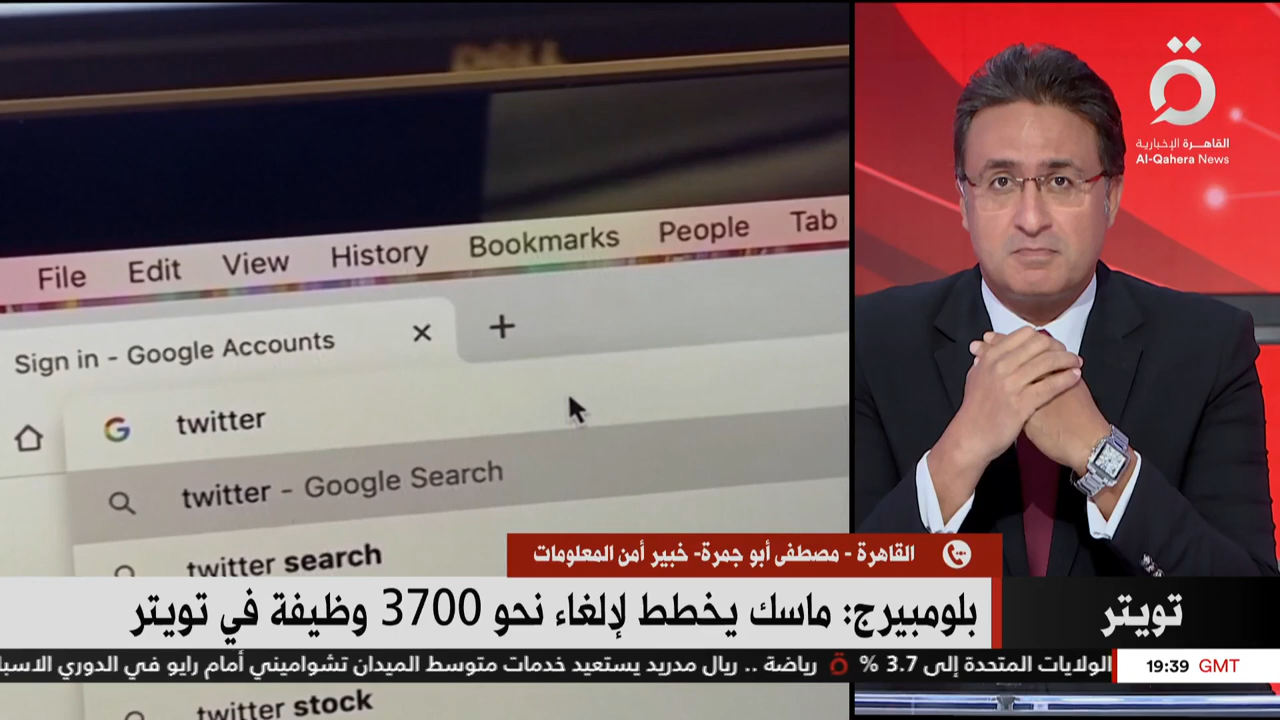 File Edit View History Bookmarks People Tab
Sign in - Google Accounts
twitter
twitter - Google Search
twitter search
twitter stock
القاهرة الإخبارية
Al-Qahera News
القاهرة - مصطفى أبو جمرة- خبير أمن المعلومات
تويتر
بلومبيرج: ماسك يخطط لإلغاء نحو 3700 وظيفة في تويتر
19:39 GMT
الولايات المتحدة إلى 3.7 % رياضة .. ريال مدريد يستعيد خدمات متوسط الميدان تشواميني أمام رايو في الدوري